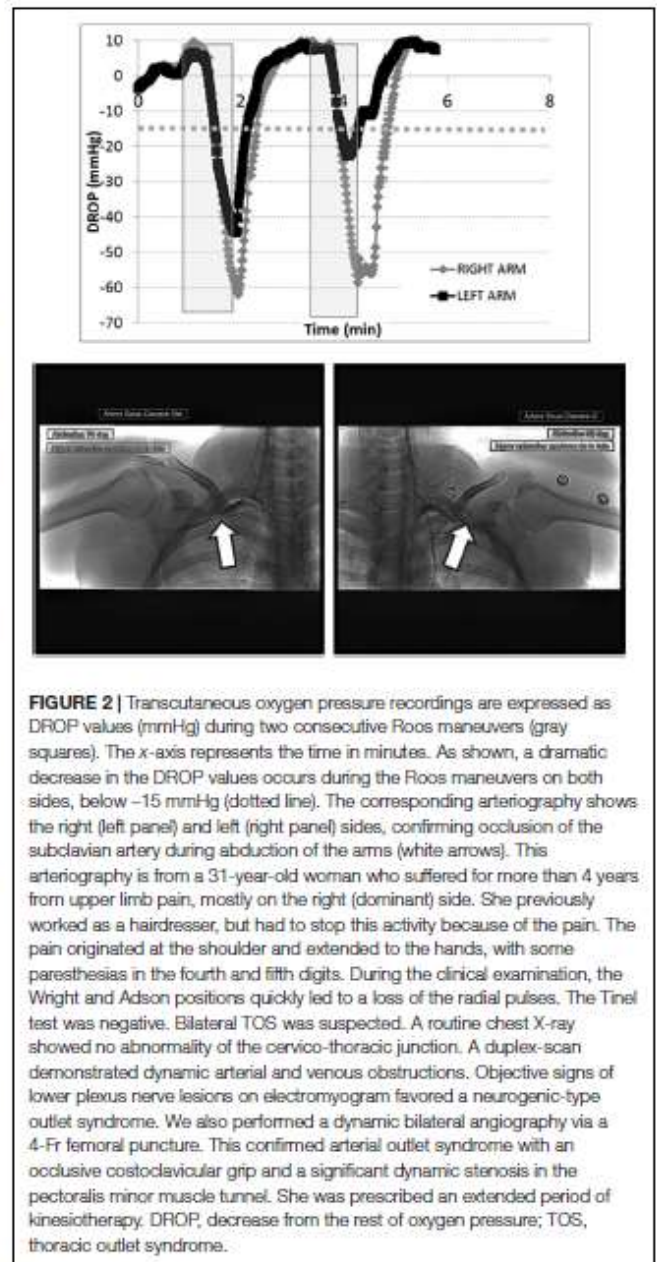 10
0
-10
-20
-30
-40
-50
-60
-70
DROP (mmHg)
0 2 4 6 8
RIGHT ARM
LEFT ARM
Time (min)
FIGURE 2 | Transcutaneous oxygen pressure recordings are expressed as
DROP values (mmHg) during two consecutive Roos maneuvers (gray
squares). The x-axis represents the time in minutes. As shown, a dramatic
decrease in the DROP values occurs during the Roos maneuvers on both
sides, below –15 mmHg (dotted line). The corresponding arteriography shows
the right (left panel) and left (right panel) sides, confirming occlusion of the
subclavian artery during abduction of the arms (white arrows). This
arteriography is from a 31-year-old woman who suffered for more than 4 years
from upper limb pain, mostly on the right (dominant) side. She previously
worked as a hairdresser, but had to stop this activity because of the pain. The
pain originated at the shoulder and extended to the hands, with some
paresthesias in the fourth and fifth digits. During the clinical examination, the
Wright and Adson positions quickly led to a loss of the radial pulses. The Tinel
test was negative. Bilateral TOS was suspected. A routine chest X-ray
showed no abnormality of the cervico-thoracic junction. A duplex-scan
demonstrated dynamic arterial and venous obstructions. Objective signs of
lower plexus nerve lesions on electromyogram favored a neurogenic-type
outlet syndrome. We also performed a dynamic bilateral angiography via a
4-Fr femoral puncture. This confirmed arterial outlet syndrome with an
occlusive costoclavicular grip and a significant dynamic stenosis in the
pectoralis minor muscle tunnel. She was prescribed an extended period of
kinesiotherapy. DROP, decrease from the rest of oxygen pressure; TOS,
thoracic outlet syndrome.